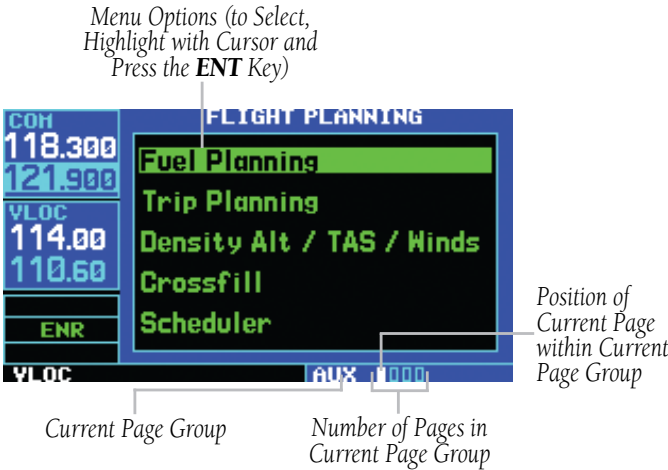 Menu Options (to Select,
Highlight with Cursor and
Press the ENT Key)
COM
118.300
121.900
VLOC
114.00
110.60
ENR
VLOC
FLIGHT PLANNING
Fuel Planning
Trip Planning
Density Alt / TAS / Winds
Crossfill
Scheduler
AUX
Position of
Current Page
within Current
Page Group
Current Page Group
Number of Pages in
Current Page Group